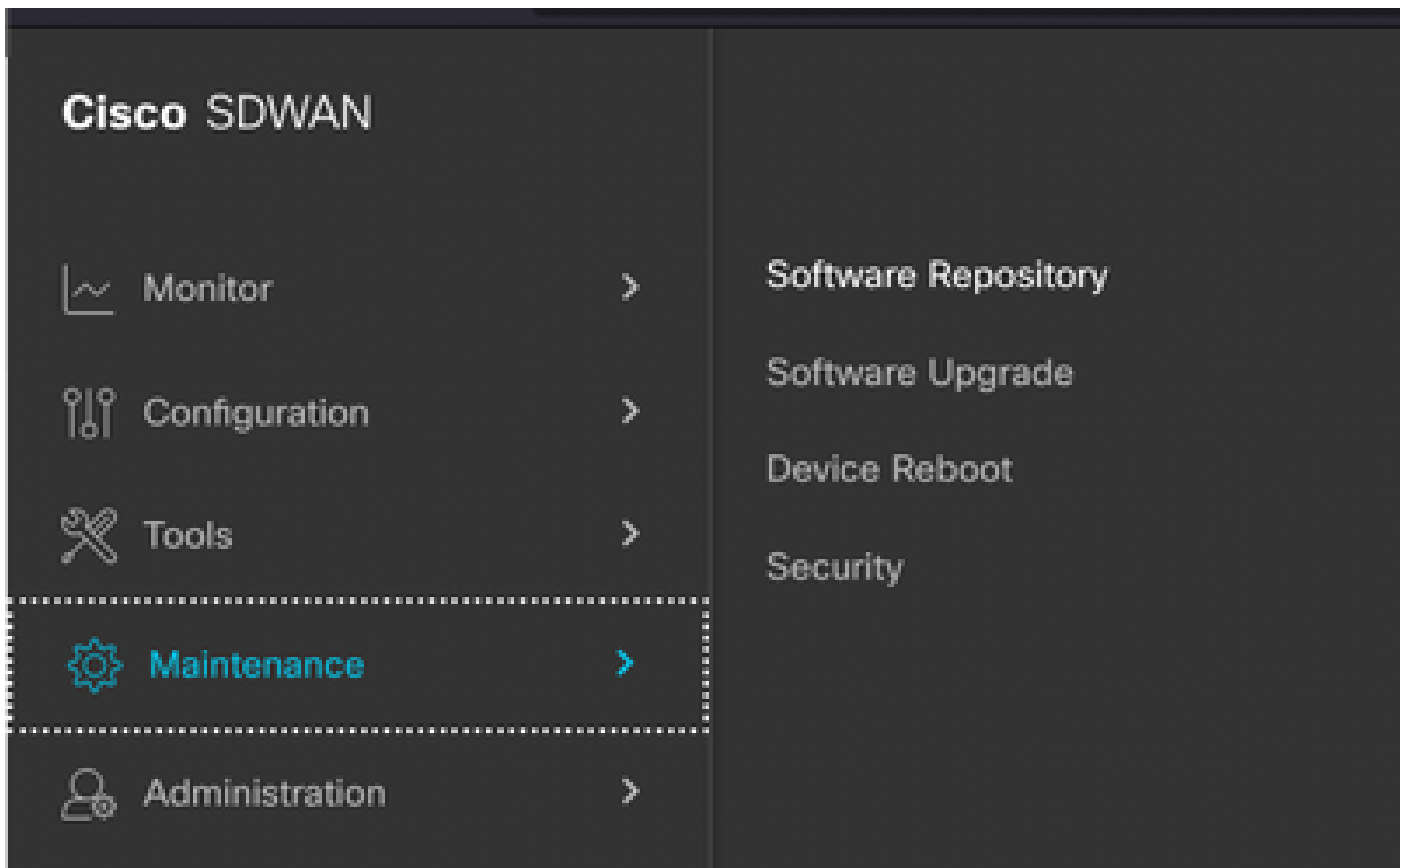 Cisco SDWAN
Monitor
Configuration
Tools
Maintenance
Administration
Software Repository
Software Upgrade
Device Reboot
Security